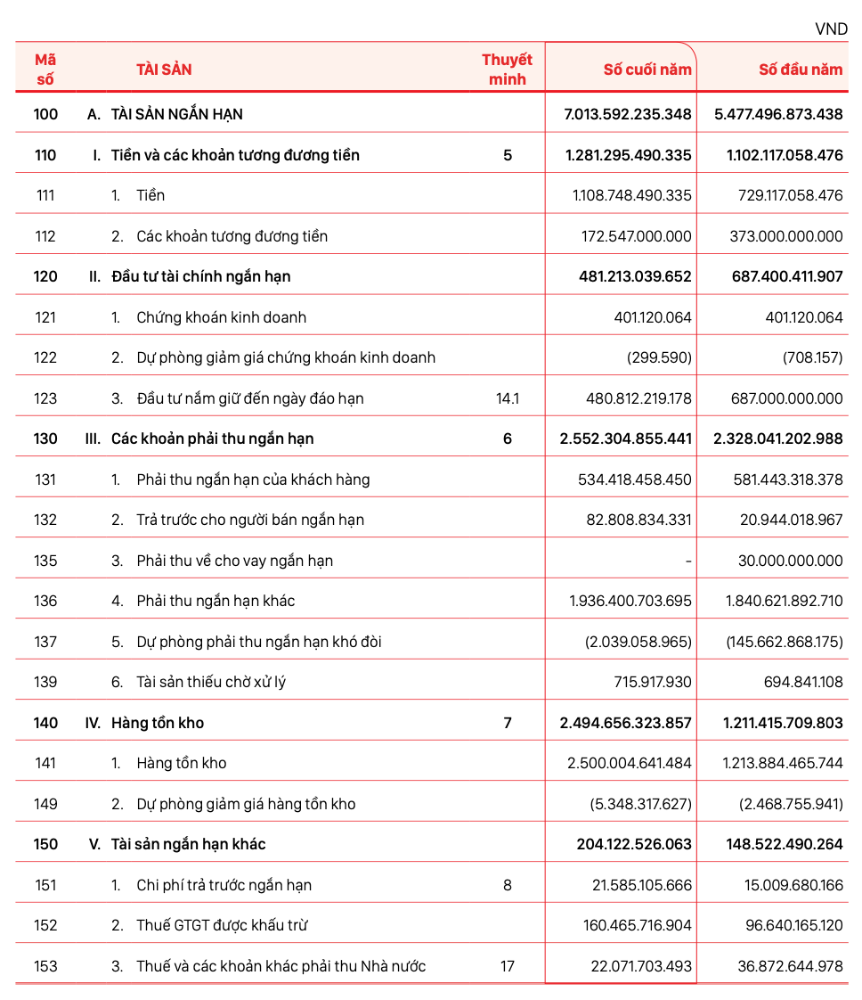 VND
Mã số TÀI SẢN Thuyết minh Số cuối năm Số đầu năm
100 A. TÀI SẢN NGẮN HẠN 7.013.592.235.348 5.477.496.873.438
110 I. Tiền và các khoản tương đương tiền 5 1.281.295.490.335 1.102.117.058.476
111 1. Tiền 1.108.748.490.335 729.117.058.476
112 2. Các khoản tương đương tiền 172.547.000.000 373.000.000.000
120 II. Đầu tư tài chính ngắn hạn 481.213.039.652 687.400.411.907
121 1. Chứng khoán kinh doanh 401.120.064 401.120.064
122 2. Dự phòng giảm giá chứng khoán kinh doanh (299.590) (708.157)
123 3. Đầu tư nắm giữ đến ngày đáo hạn 14.1 480.812.219.178 687.000.000.000
130 III. Các khoản phải thu ngắn hạn 6 2.552.304.855.441 2.328.041.202.988
131 1. Phải thu ngắn hạn của khách hàng 534.418.458.450 581.443.318.378
132 2. Trả trước cho người bán ngắn hạn 82.808.834.331 20.944.018.967
135 3. Phải thu về cho vay ngắn hạn - 30.000.000.000
136 4. Phải thu ngắn hạn khác 1.936.400.703.695 1.840.621.892.710
137 5. Dự phòng phải thu ngắn hạn khó đòi (2.039.058.965) (145.662.868.175)
139 6. Tài sản thiếu chờ xử lý 715.917.930 694.841.108
140 IV. Hàng tồn kho 7 2.494.656.323.857 1.211.415.709.803
141 1. Hàng tồn kho 2.500.004.641.484 1.213.884.465.744
149 2. Dự phòng giảm giá hàng tồn kho (5.348.317.627) (2.468.755.941)
150 V. Tài sản ngắn hạn khác 204.122.526.063 148.522.490.264
151 1. Chi phí trả trước ngắn hạn 8 21.585.105.666 15.009.680.166
152 2. Thuế GTGT được khấu trừ 160.465.716.904 96.640.165.120
153 3. Thuế và các khoản khác phải thu Nhà nước 17 22.071.703.493 36.872.644.978